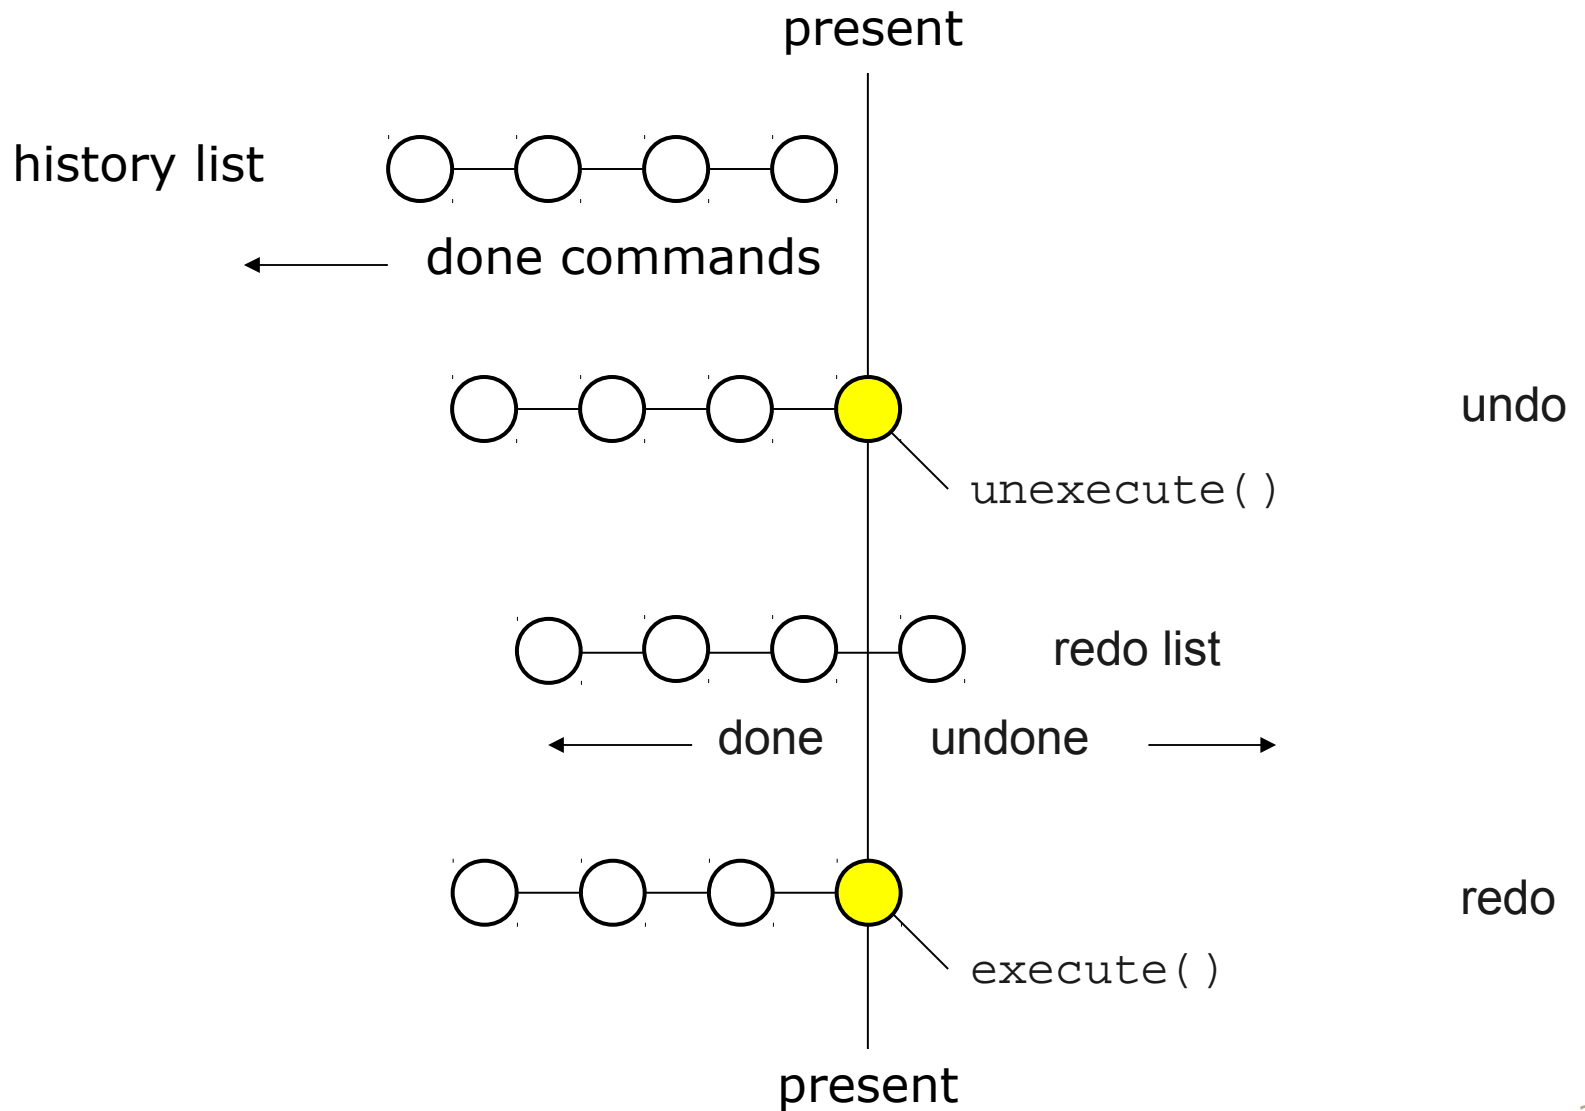 present
history list
done commands
undo
unexecute()
redo list
done undone
redo
execute()
present